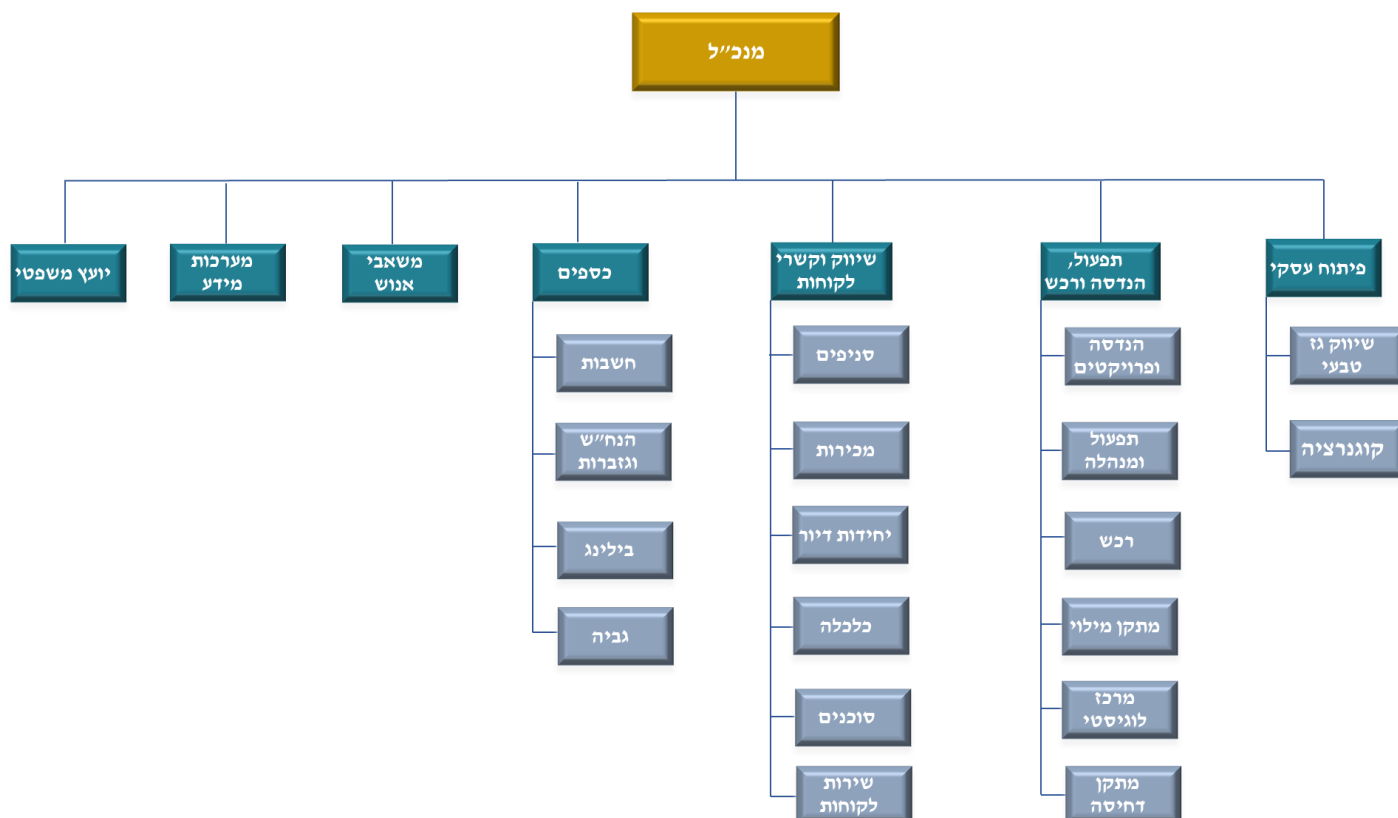 מנכ״ל
פיתוח עסקי
שיווק גז
טבעי
קוגנרציה
תפעול,
הנדסה ורכש
הנדסה
ופרויקטים
תפעול
ומנהלה
רכש
מתקן מילוי
מרכז
לוגיסטי
מתקן
דחיסה
שיווק וקשרי
לקוחות
סניפים
מכירות
יחידות דיור
כלכלה
סוכנים
שירות
לקוחות
כספים
חשבות
הנח״ש
וגזברות
בילינג
גביה
משאבי
אנוש
מערכות
מידע
יועץ משפטי